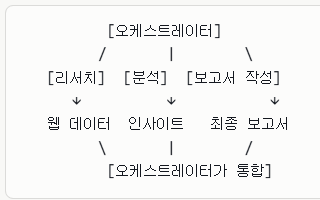 [오케스트레이터]
/ | \
[리서치] [분석] [보고서 작성]
↓ ↓ ↓
웹 데이터 인사이트 최종 보고서
\ | /
[오케스트레이터가 통합]